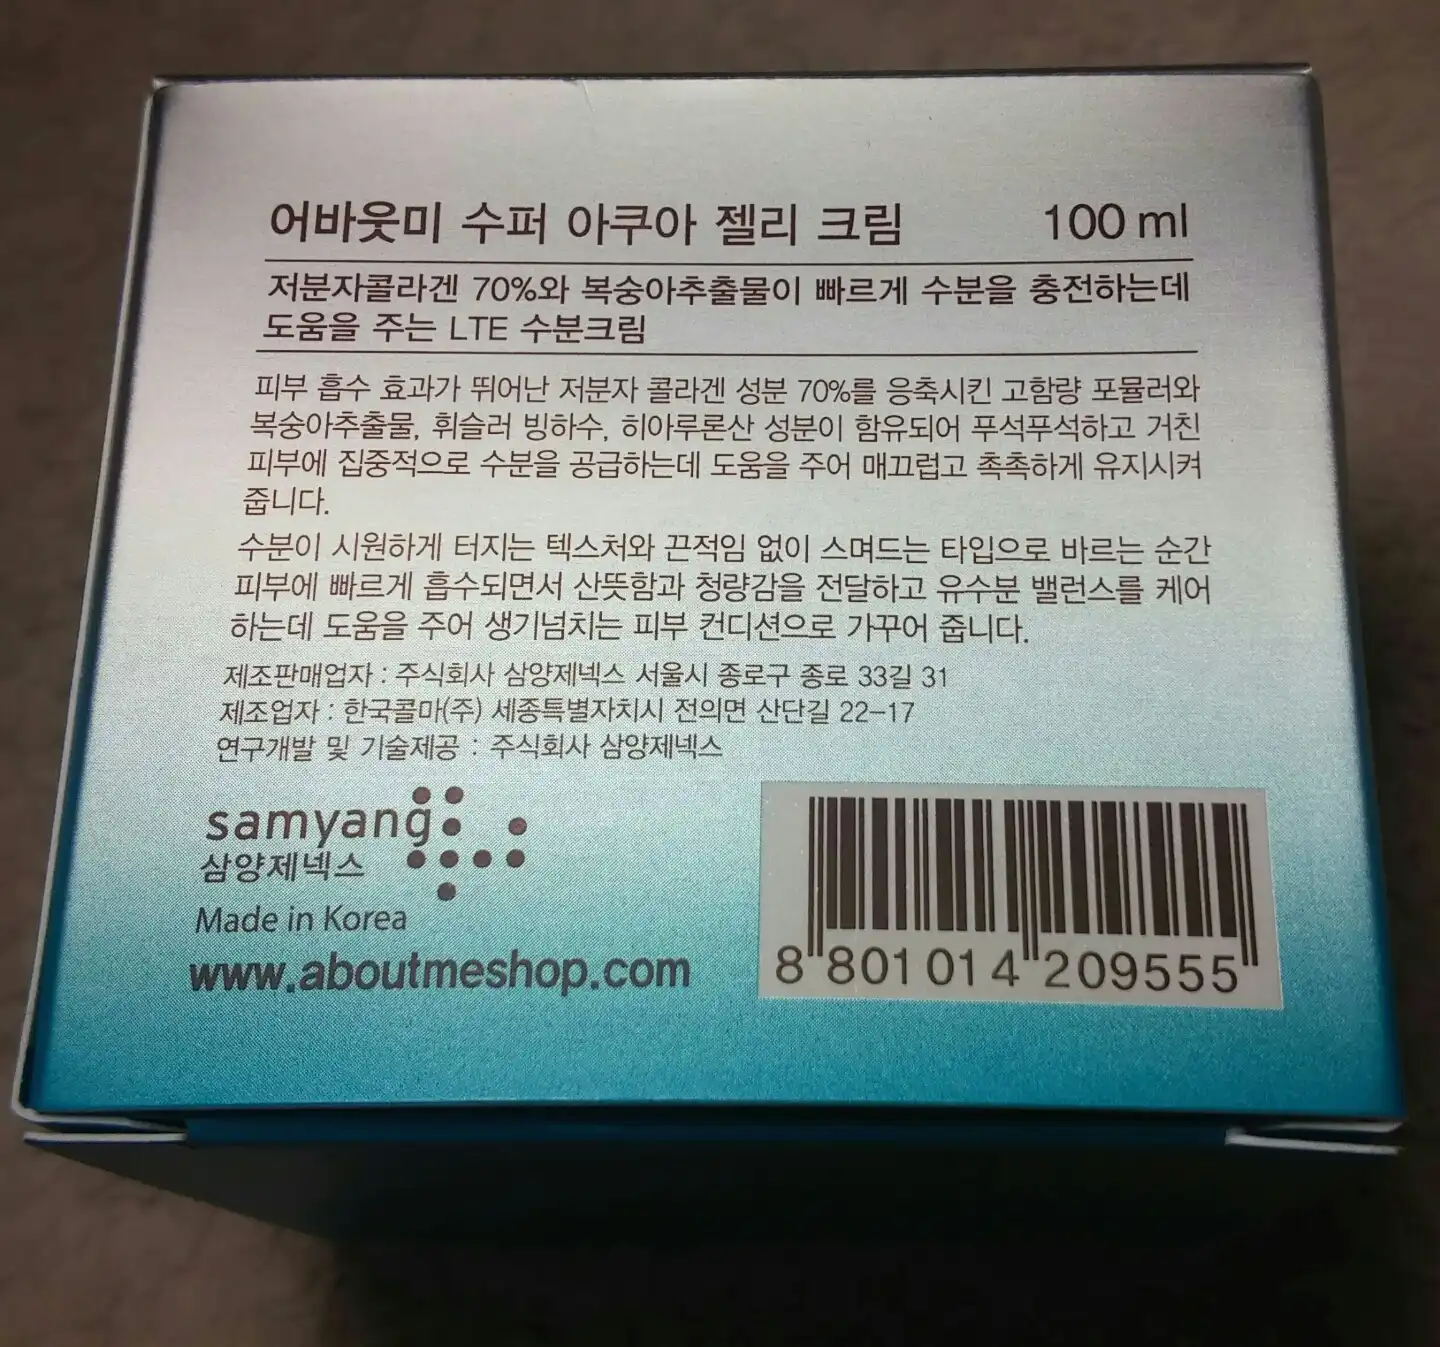 어바웃미 수퍼 아쿠아 젤리 크림 100 ml
저분자콜라겐 70%와 복숭아추출물이 빠르게 수분을 충전하는데
도움을 주는 LTE 수분크림
피부 흡수 효과가 뛰어난 저분자 콜라겐 성분 70%를 응축시킨 고함량 포뮬러와
복숭아추출물, 휘슬러 빙하수, 히아루론산 성분이 함유되어 푸석푸석하고 거친
피부에 집중적으로 수분을 공급하는데 도움을 주어 매끄럽고 촉촉하게 유지시켜
줍니다.
수분이 시원하게 터지는 텍스처와 끈적임 없이 스며드는 타입으로 바르는 순간
피부에 빠르게 흡수되면서 산뜻함과 청량감을 전달하고 유수분 밸런스를 케어
하는데 도움을 주어 생기넘치는 피부 컨디션으로 가꾸어 줍니다.
제조판매업자 : 주식회사 삼양제넥스 서울시 종로구 종로 33길 31
제조업자 : 한국콜마(주) 세종특별자치시 전의면 산단길 22-17
연구개발 및 기술제공 : 주식회사 삼양제넥스
samyang
삼양제넥스
Made in Korea
www.aboutmeshop.com
8 801014 209555